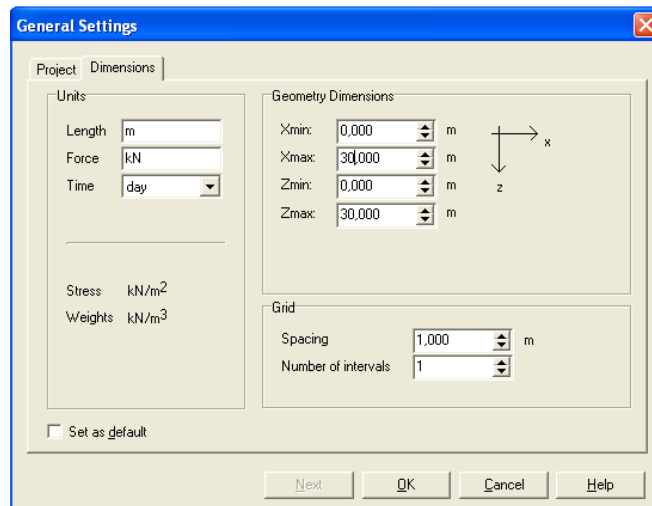 General Settings
Project Dimensions
Units
Length m
Force kN
Time day
Stress kN/m2
Weights kN/m3
Set as default
Geometry Dimensions
Xmin: 0,000 m
Xmax: 30,000 m
Zmin: 0,000 m
Zmax: 30,000 m
x
z
Grid
Spacing 1,000 m
Number of intervals 1
Next OK Cancel Help